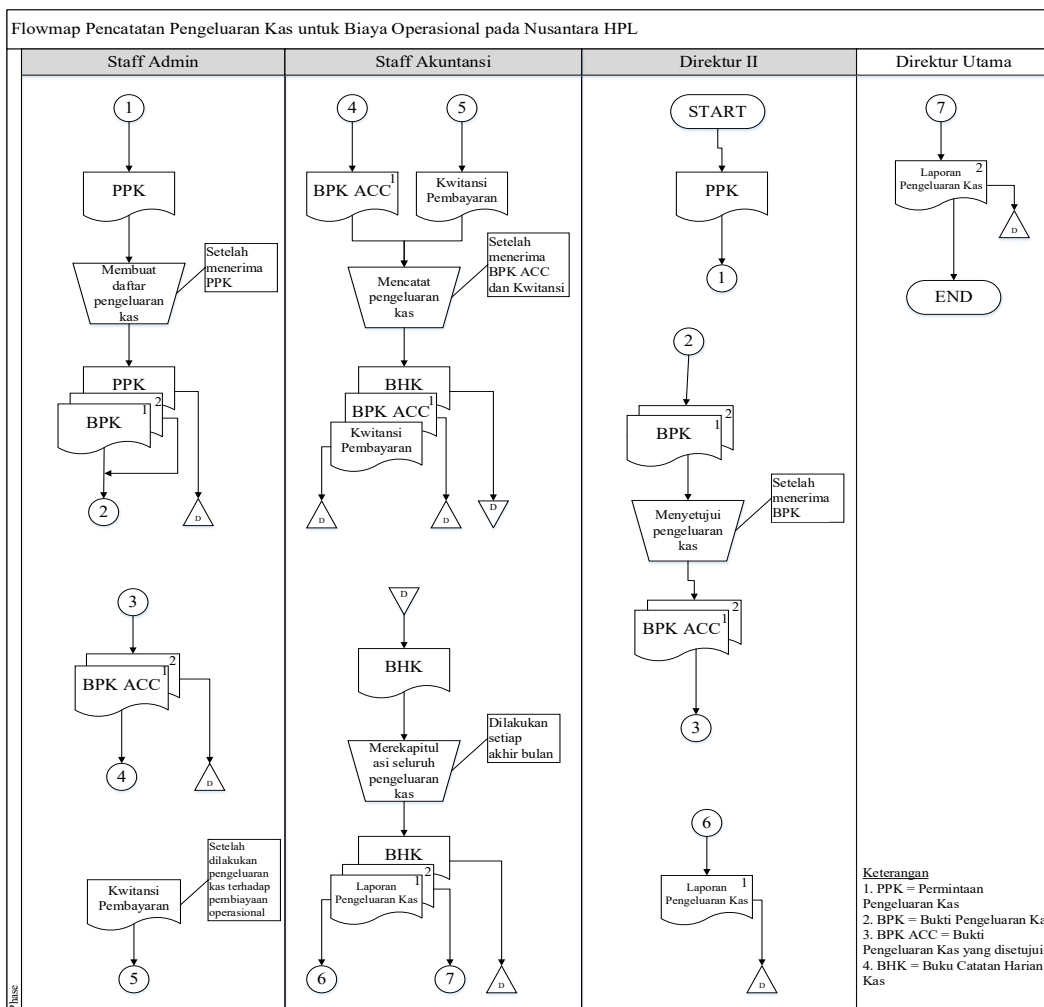 Flowmap Pencatatan Pengeluaran Kas untuk Biaya Operasional pada Nusantara HPL
Staff Admin
Staff Akuntansi
Direktur II
Direktur Utama
1
PPK
Membuat
daftar
pengeluaran
kas
Setelah
menerima
PPK
PPK
2
BPK
1
2
D
3
2
BPK ACC
1
4
D
Kwitansi
Pembayaran
Setelah
dilakukan
pengeluaran
kas terhadap
pembiayaan
operasional
5
4
5
BPK ACC
1
Kwitansi
Pembayaran
Mencatat
pengeluaran
kas
Setelah
menerima
BPK ACC
dan Kwitansi
BHK
BPK ACC
1
Kwitansi
Pembayaran
D
D
D
D
BHK
Merekapitul
asi seluruh
pengeluaran
kas
Dilakukan
setiap
akhir bulan
BHK
2
Laporan
Pengeluaran Kas
1
6
7
D
START
PPK
1
2
2
BPK
1
Menyetujui
pengeluaran
kas
Setelah
menerima
BPK
2
BPK ACC
1
3
6
Laporan
Pengeluaran Kas
1
D
7
Laporan
Pengeluaran Kas
2
D
END
Keterangan
1. PPK = Permintaan
Pengeluaran Kas
2. BPK = Bukti Pengeluaran Ka
3. BPK ACC = Bukti
Pengeluaran Kas yang disetujui
4. BHK = Buku Catatan Harian
Kas
Phase